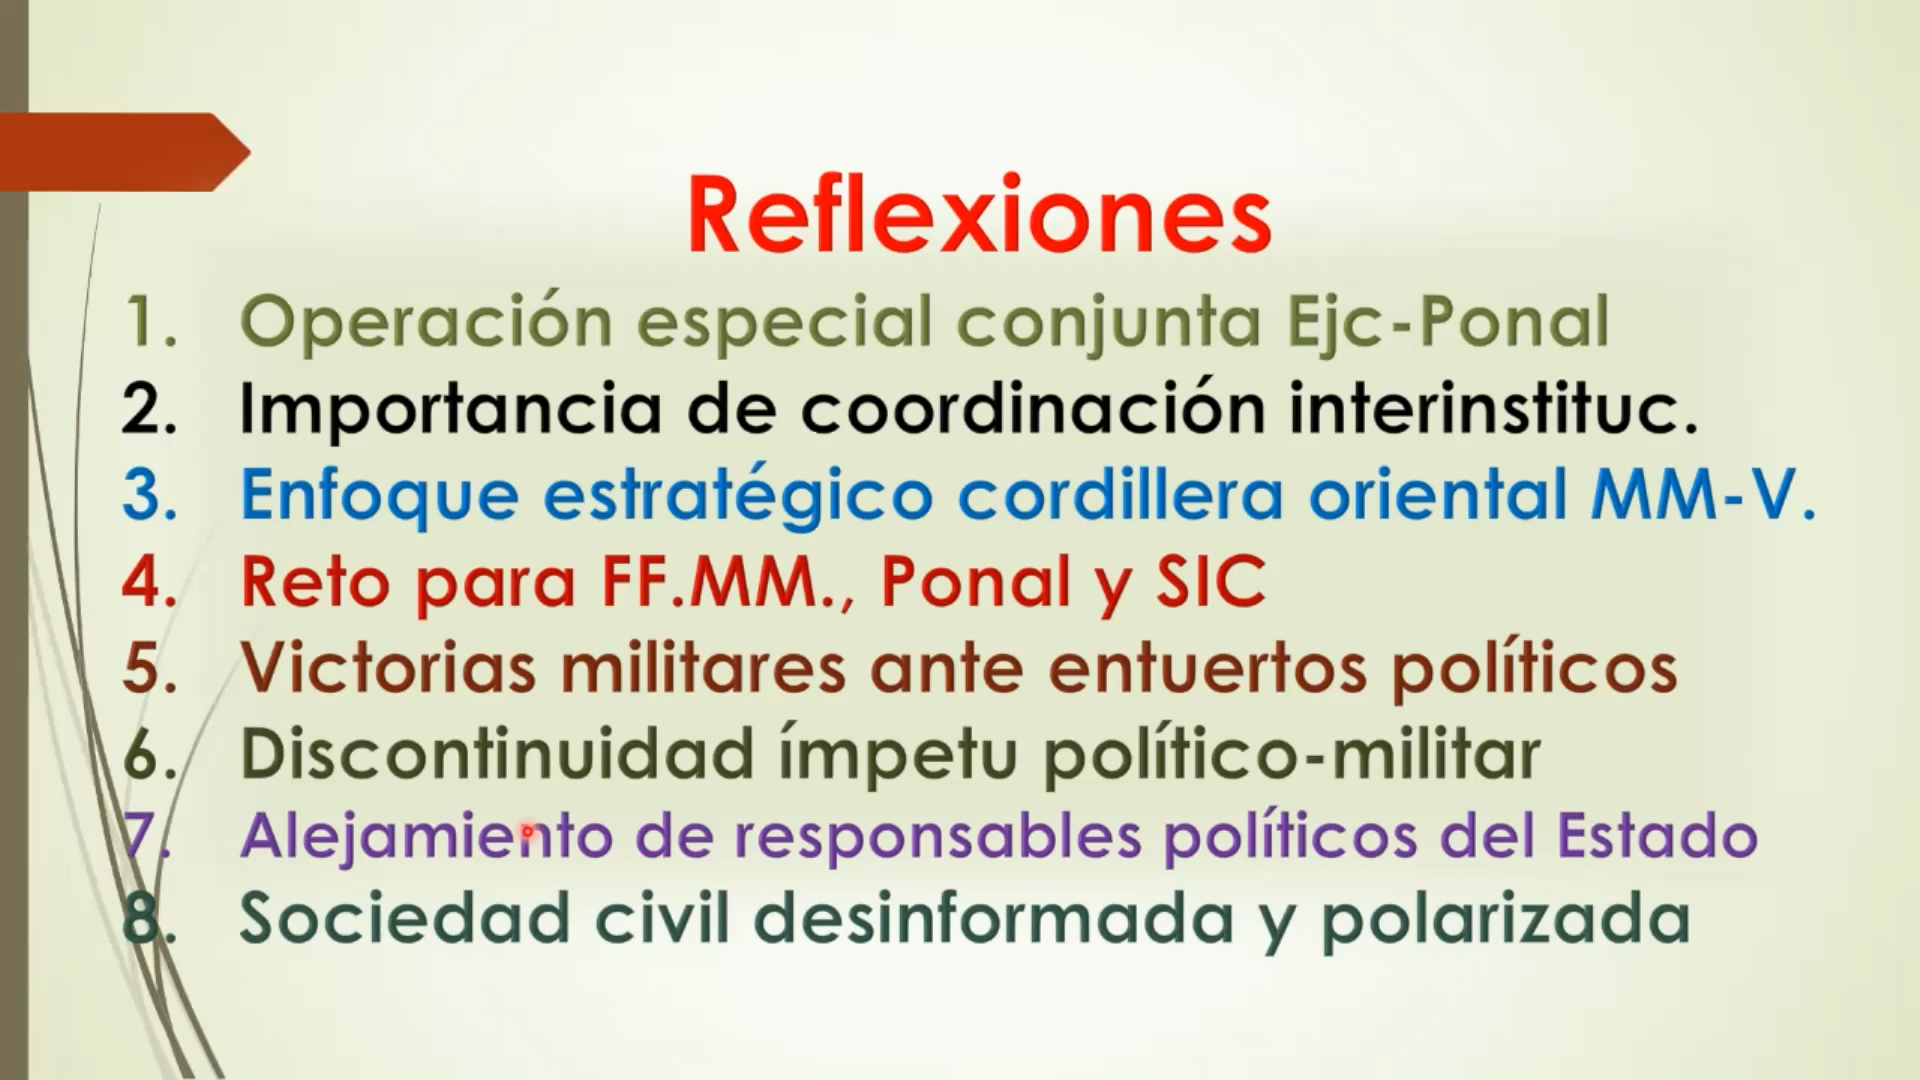 Reflexiones
1. Operación especial conjunta Ejc-Ponal
2. Importancia de coordinación interinstituc.
3. Enfoque estratégico cordillera oriental MM-V.
4. Reto para FF.MM., Ponal y SIC
5. Victorias militares ante entuertos políticos
6. Discontinuidad ímpetu político-militar
7. Alejamiento de responsables políticos del Estado
8. Sociedad civil desinformada y polarizada